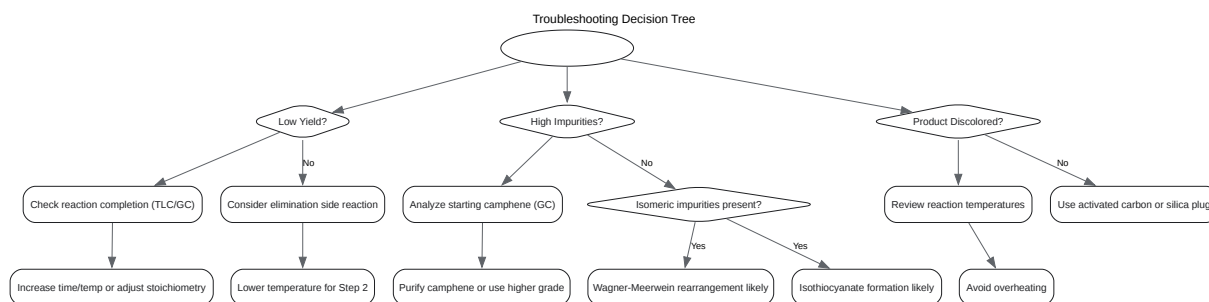 Troubleshooting Decision Tree
Low Yield?
High Impurities?
Product Discolored?
No
No
No
Check reaction completion (TLC/GC)
Consider elimination side reaction
Analyze starting camphene (GC)
Isomeric impurities present?
Review reaction temperatures
Use activated carbon or silica plug
Yes
Yes
Increase time/temp or adjust stoichiometry
Lower temperature for Step 2
Purify camphene or use higher grade
Wagner-Meerwein rearrangement likely
Isothiocyanate formation likely
Avoid overheating